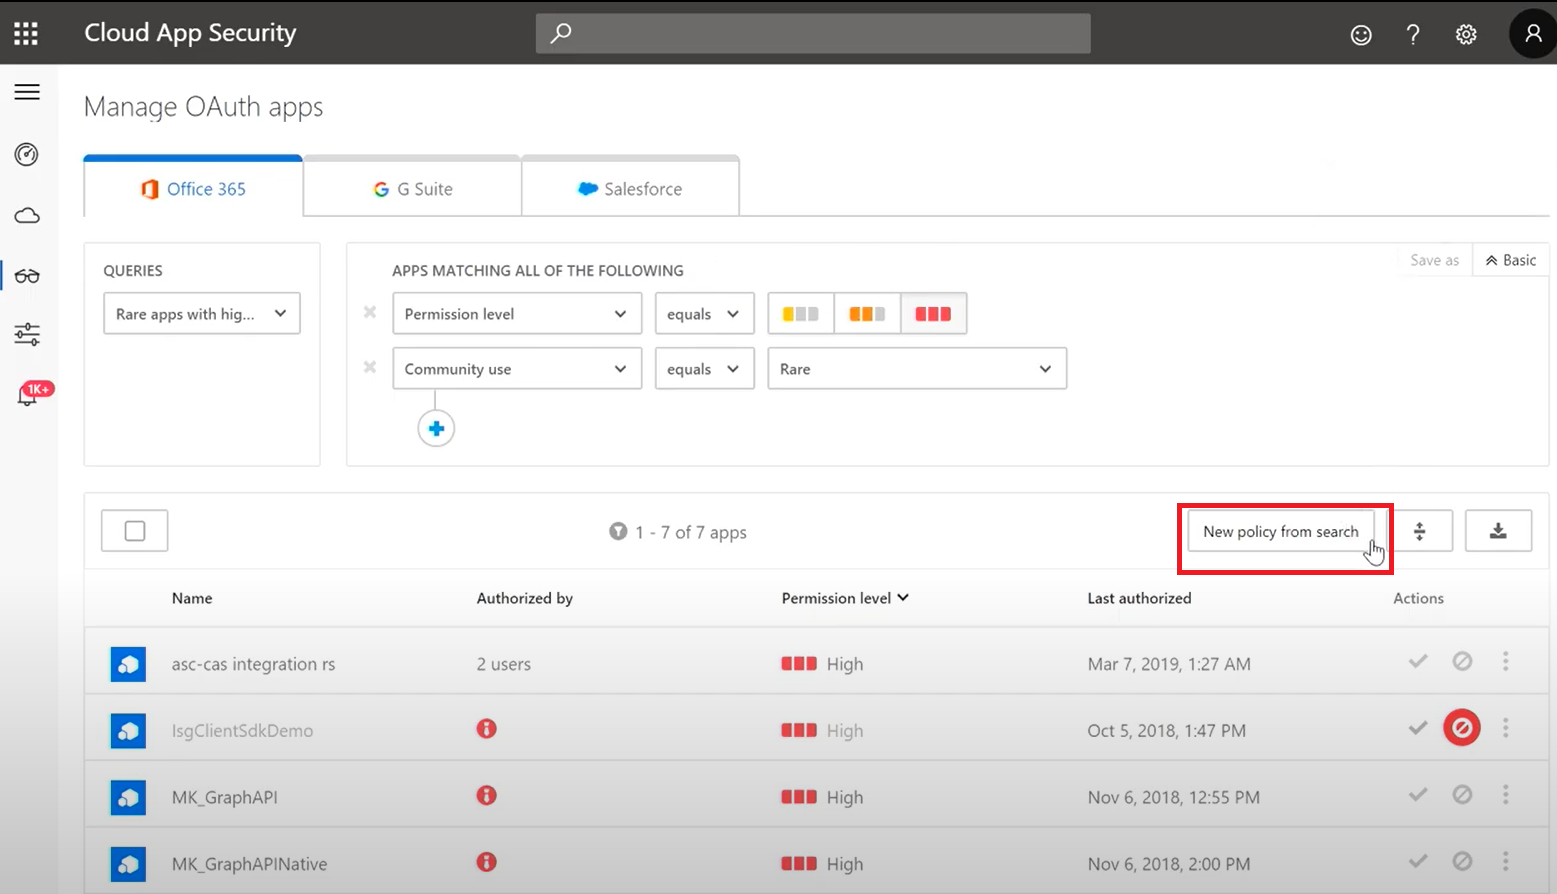 Cloud App Security
Manage OAuth apps
Office 365
G Suite
Salesforce
QUERIES
Rare apps with hig...
APPS MATCHING ALL OF THE FOLLOWING
Save as
Basic
Permission level
equals
Community use
equals
Rare
1K+
1 - 7 of 7 apps
New policy from search
Name
Authorized by
Permission level
Last authorized
Actions
asc-cas integration rs
2 users
High
Mar 7, 2019, 1:27 AM
IsgClientSdkDemo
High
Oct 5, 2018, 1:47 PM
MK_GraphAPI
High
Nov 6, 2018, 12:55 PM
MK_GraphAPINative
High
Nov 6, 2018, 2:00 PM